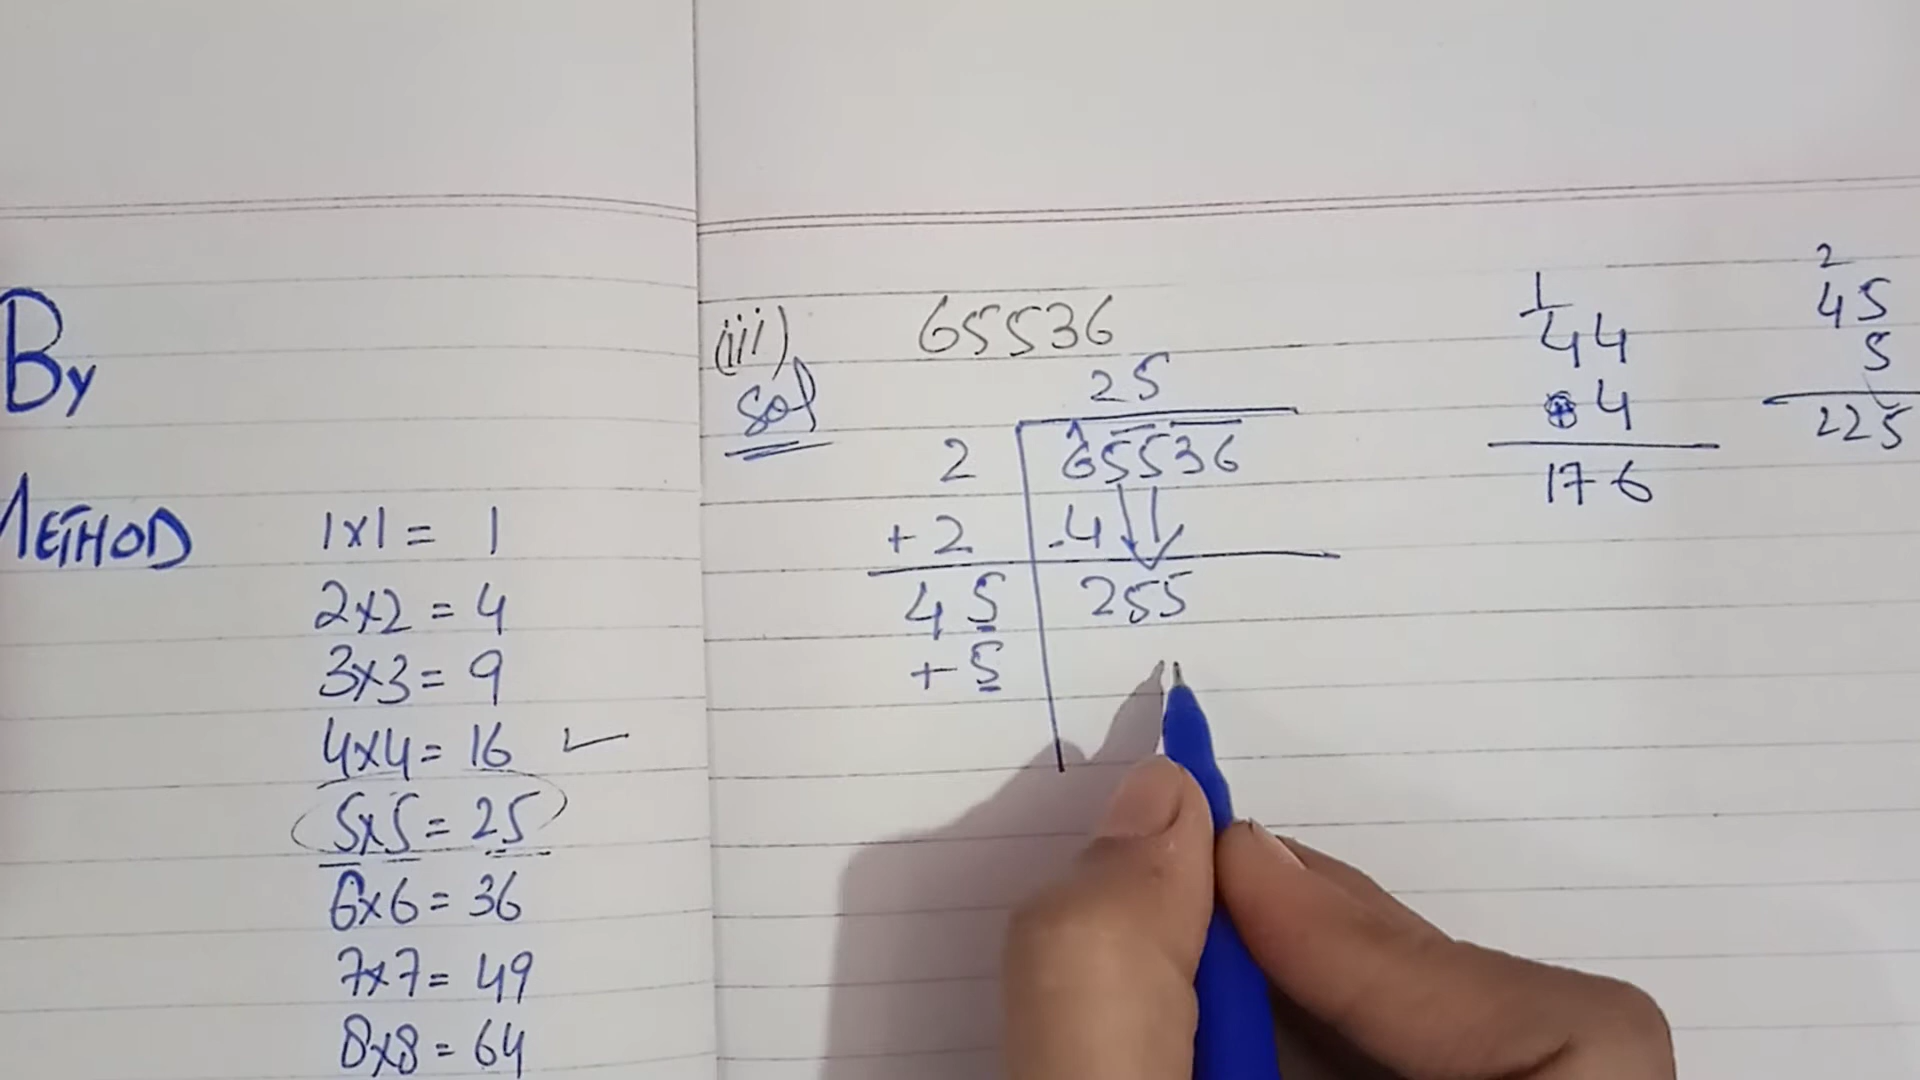 By
METHOD
1x1 = 1
2x2 = 4
3x3 = 9
4x4 = 16
5x5 = 25
6x6 = 36
7x7 = 49
8x8 = 64
(iii) 65536
Sol
25
2 65536
+2 -4
45 255
+5
1
44
4
176
2
45
5
225